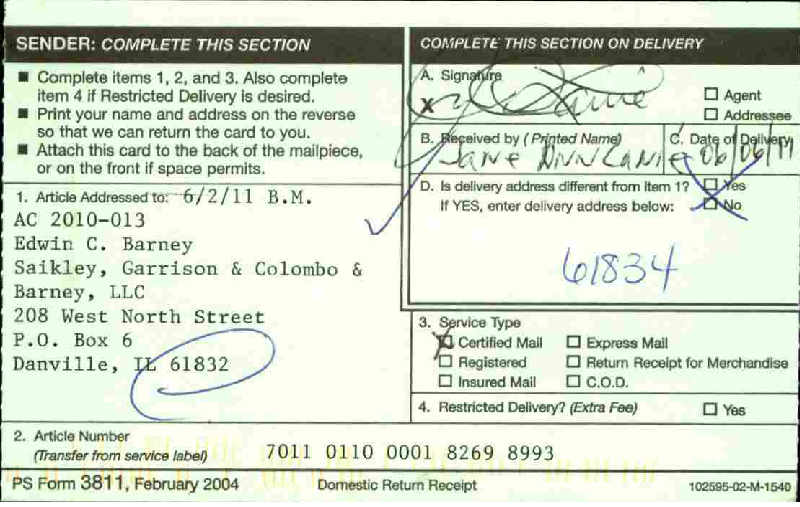 SENDER: COMPLETE THIS SECTION
■ Complete items 1, 2, and 3. Also complete
item 4 if Restricted Delivery is desired.
■ Print your name and address on the reverse
so that we can return the card to you.
■ Attach this card to the back of the mailpiece,
or on the front if space permits.
1. Article Addressed to: 6/2/11 B.M.
AC 2010-013
Edwin C. Barney
Saikley, Garrison & Colombo &
Barney, LLC
208 West North Street
P.O. Box 6
Danville, IL 61832
COMPLETE THIS SECTION ON DELIVERY
A. Signature
X
☐ Agent
☐ Addressee
B. Received by (Printed Name)
C. Date of Delivery
Jane Ann 06/06/11
D. Is delivery address different from item 1? ☐ Yes
If YES, enter delivery address below: ☒ No
61834
3. Service Type
☒ Certified Mail ☐ Express Mail
☐ Registered ☐ Return Receipt for Merchandise
☐ Insured Mail ☐ C.O.D.
4. Restricted Delivery? (Extra Fee) ☐ Yes
2. Article Number
(Transfer from service label) 7011 0110 0001 8269 8993
PS Form 3811, February 2004 Domestic Return Receipt 102595-02-M-1540